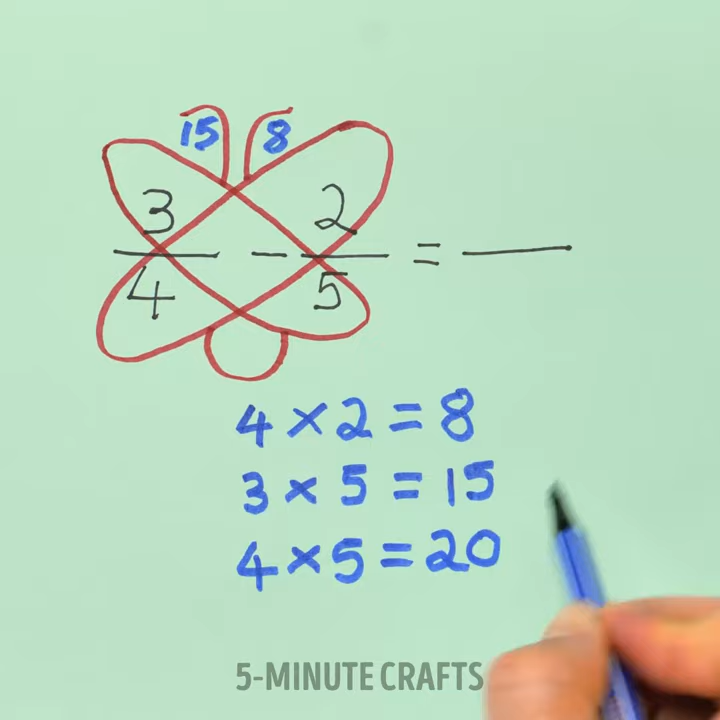 15 8
3 2
— - — = —
4 5
4 × 2 = 8
3 × 5 = 15
4 × 5 = 20
5-MINUTE CRAFTS